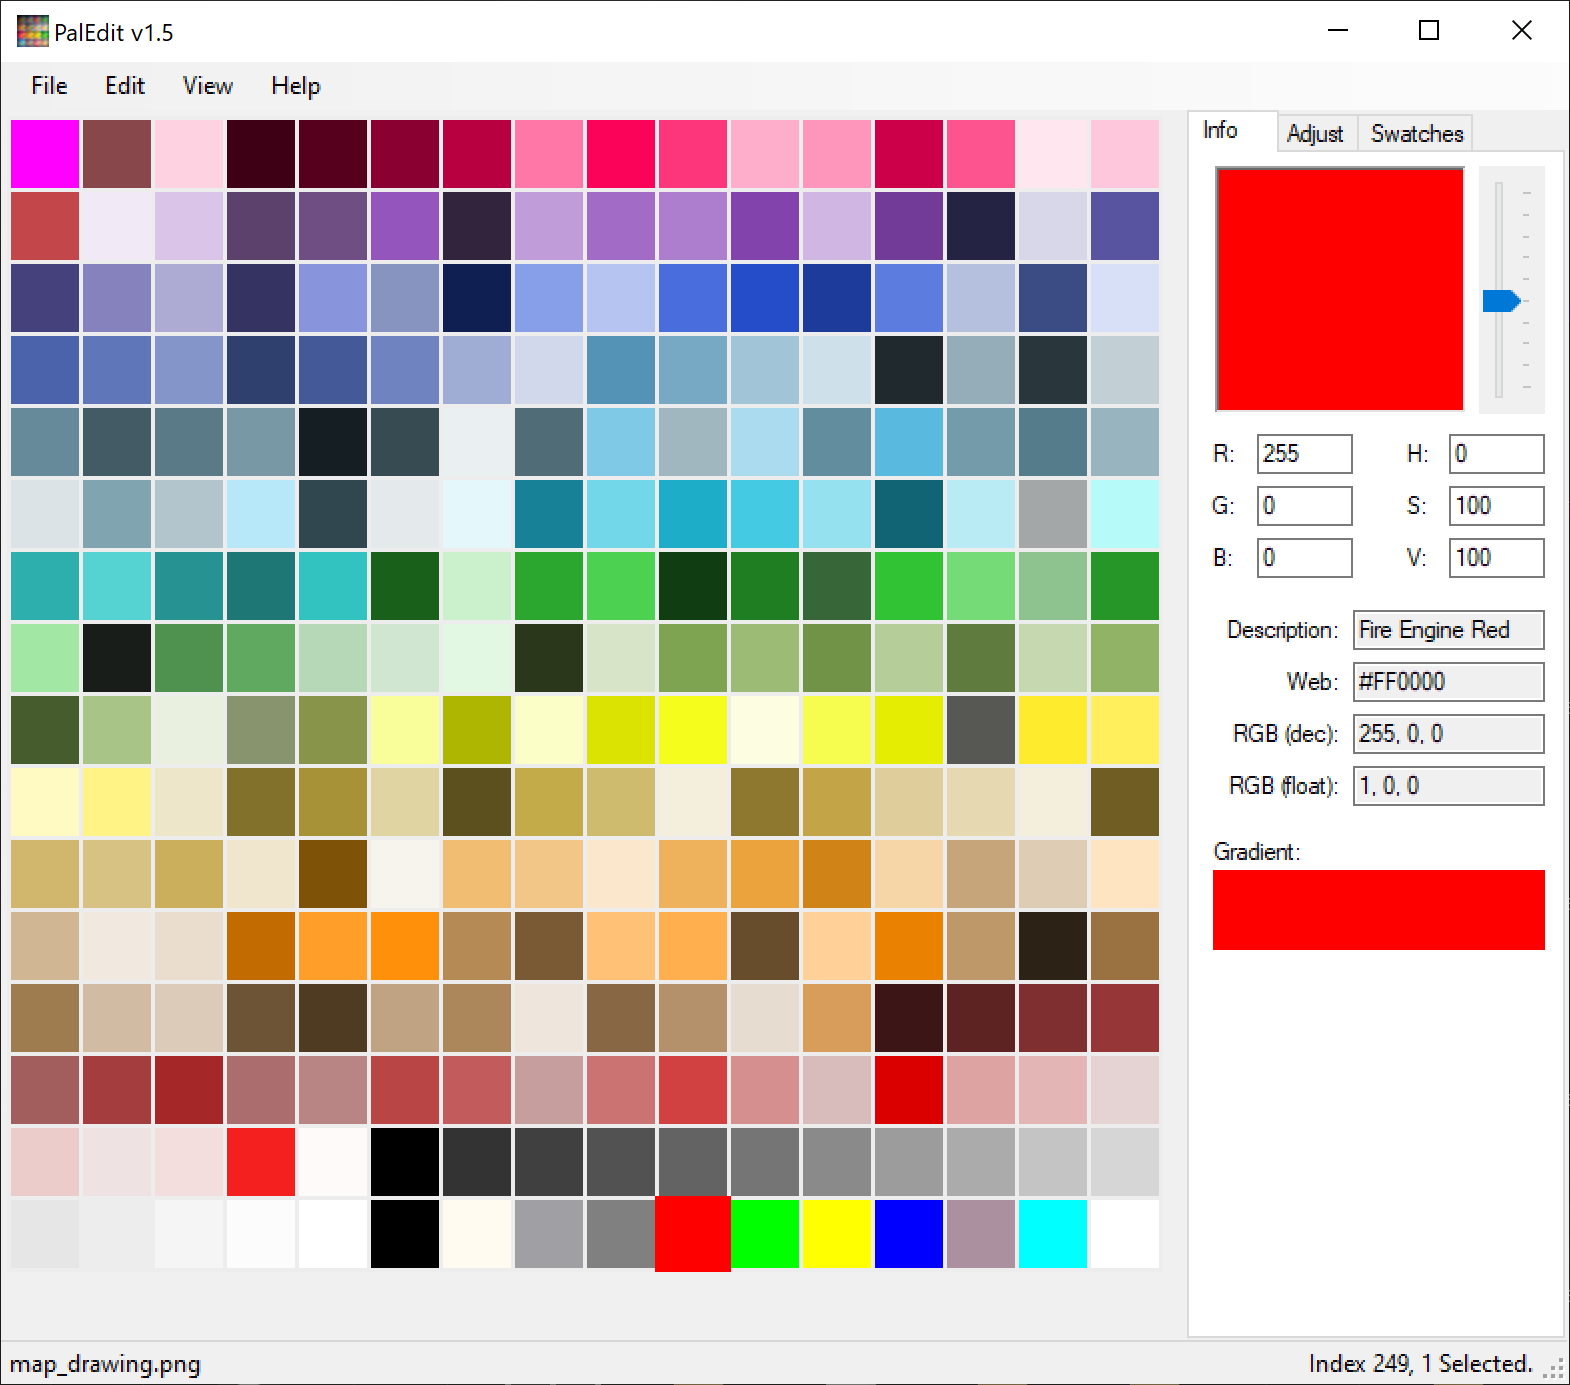 PalEdit v1.5
File Edit View Help
Info Adjust Swatches
R: 255 H: 0
G: 0 S: 100
B: 0 V: 100
Description: Fire Engine Red
Web: #FF0000
RGB (dec): 255, 0, 0
RGB (float): 1, 0, 0
Gradient:
map_drawing.png Index 249, 1 Selected.